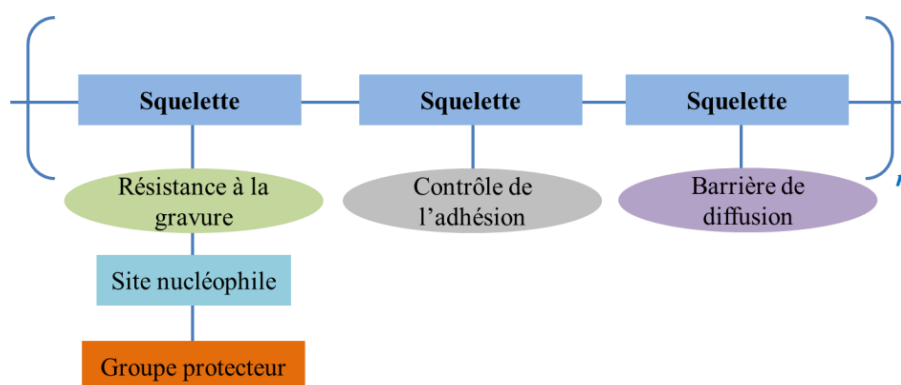 Squelette Squelette Squelette
Résistance à la gravure
Contrôle de l'adhésion
Barrière de diffusion
Site nucléophile
Groupe protecteur